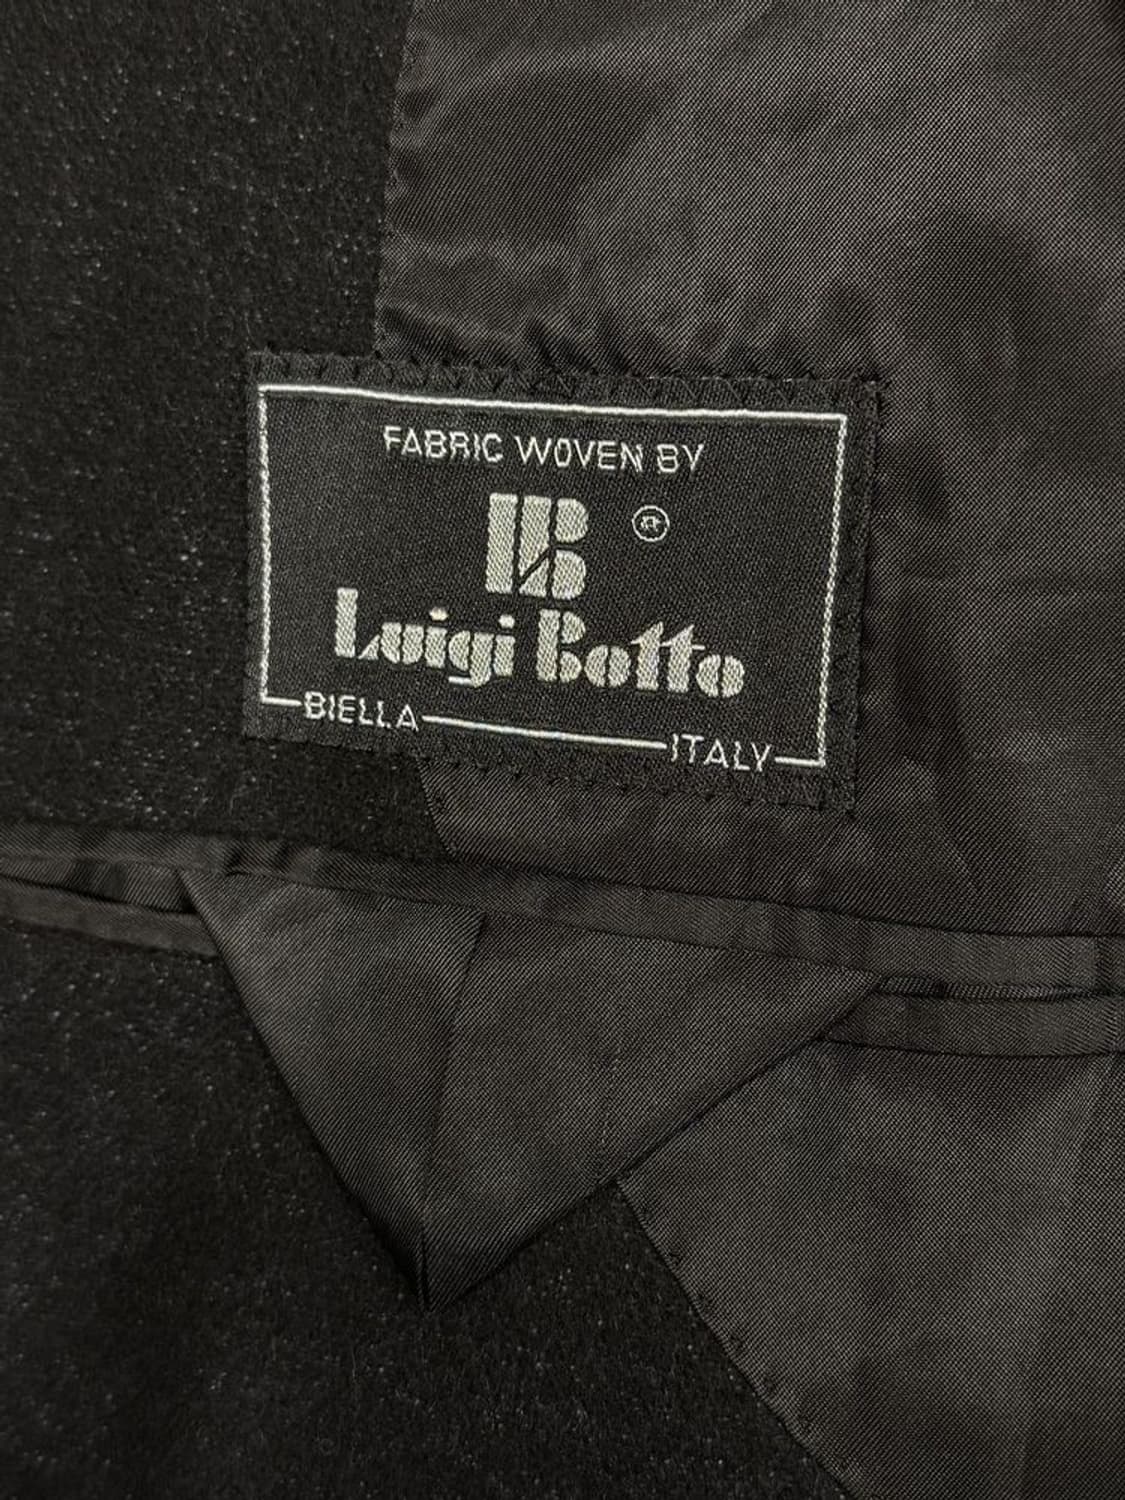 FABRIC WOVEN BY
LB ®
Luigi Botto
BIELLA ITALY